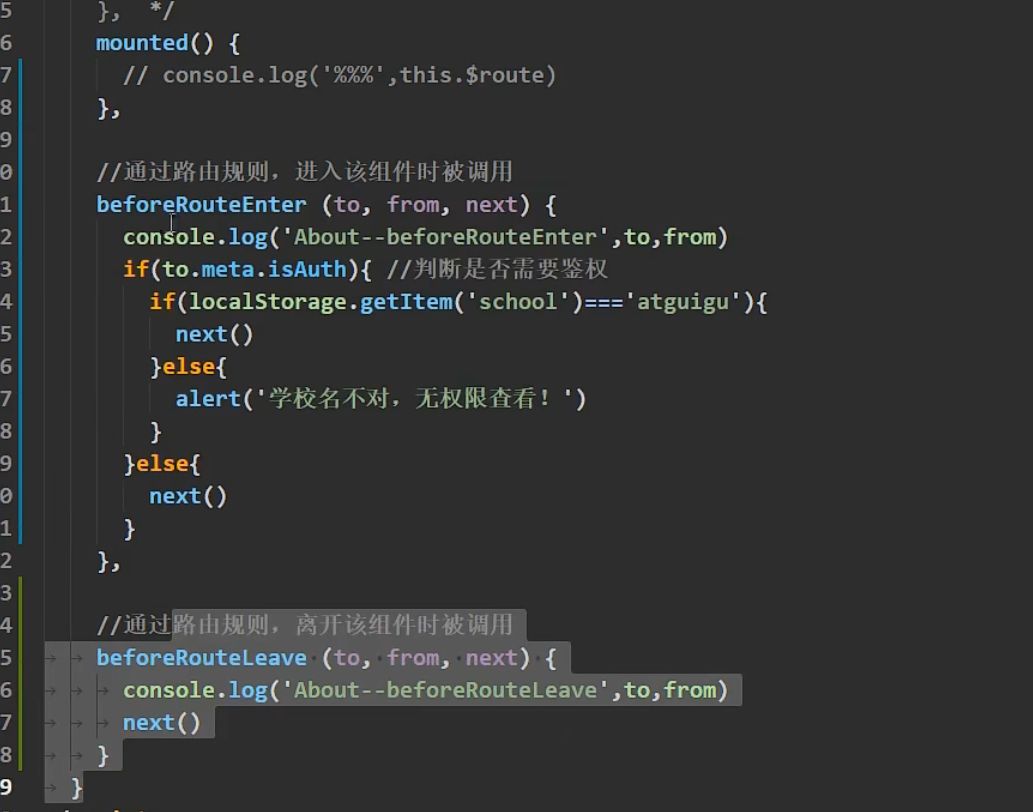 5 }, */
6 mounted() {
7 // console.log('%%%',this.$route)
8 },
9
0 //通过路由规则，进入该组件时被调用
1 beforeRouteEnter (to, from, next) {
2 console.log('About--beforeRouteEnter',to,from)
3 if(to.meta.isAuth){ //判断是否需要鉴权
4 if(localStorage.getItem('school')==='atguigu'){
5 next()
6 }else{
7 alert('学校名不对，无权限查看！')
8 }
9 }else{
0 next()
1 }
2 },
3
4 //通过路由规则，离开该组件时被调用
5 beforeRouteLeave (to, from, next) {
6 console.log('About--beforeRouteLeave',to,from)
7 next()
8 }
9 }